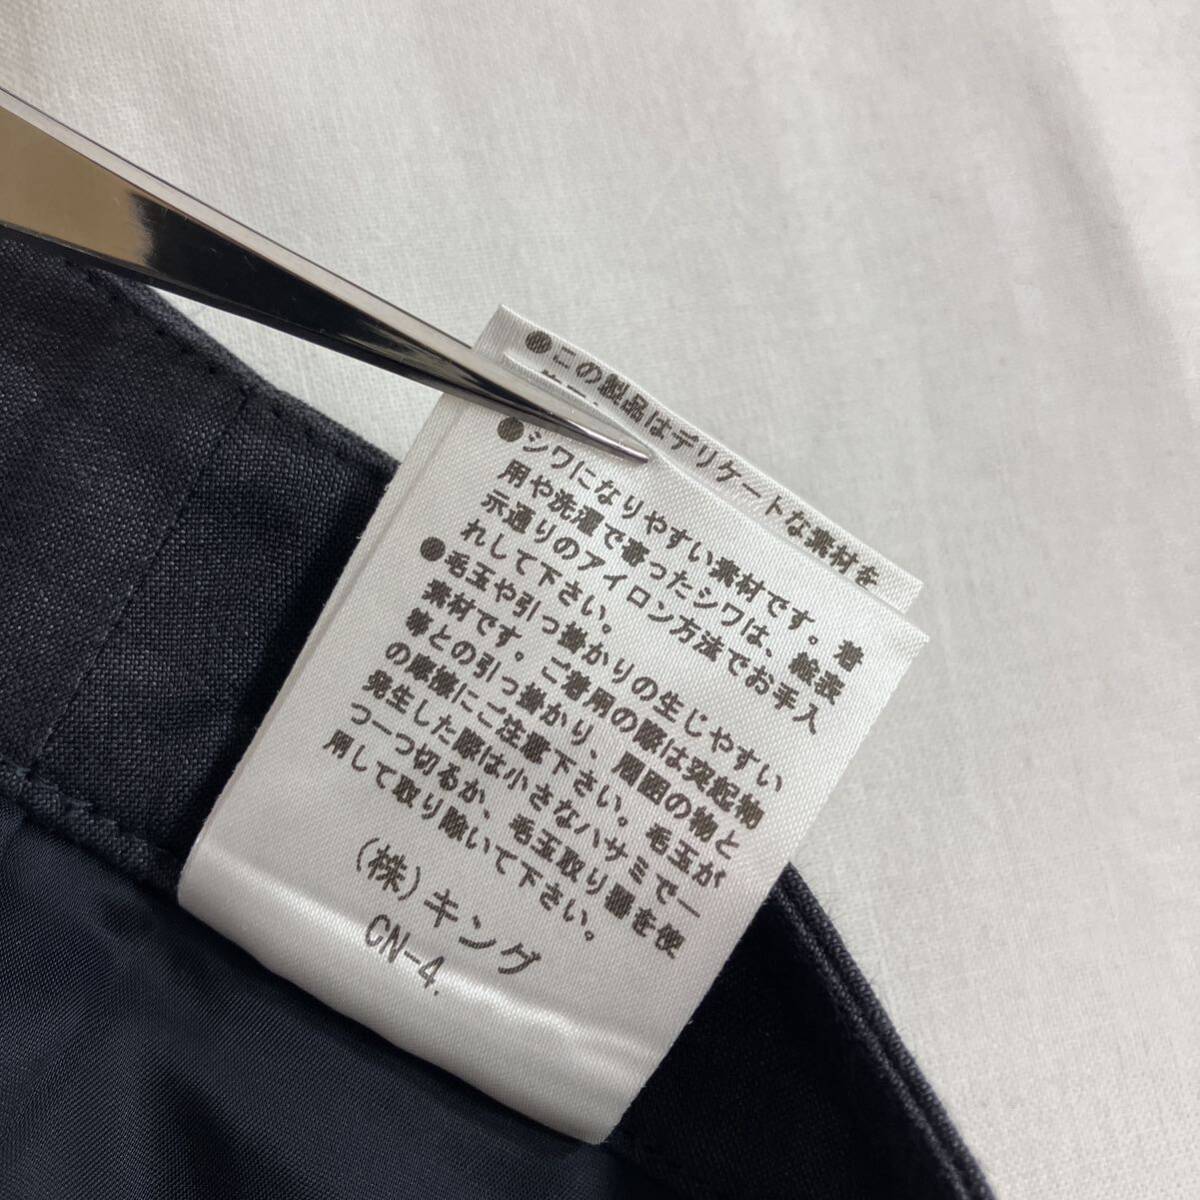 ●この製品はデリケートな素材を
●シワになりやすい素材です。着
用や洗濯で寄ったシワは、絵表
示通りのアイロン方法でお手入
れして下さい。
●毛玉や引っ掛かりの生じやすい
素材です。ご着用の際は突起物
等との引っ掛かり、周囲の物と
の摩擦にご注意下さい。毛玉が
発生した際は小さなハサミで一
つ一つ切るか、毛玉取り器を使
用して取り除いて下さい。
(株)キング
CN-4.